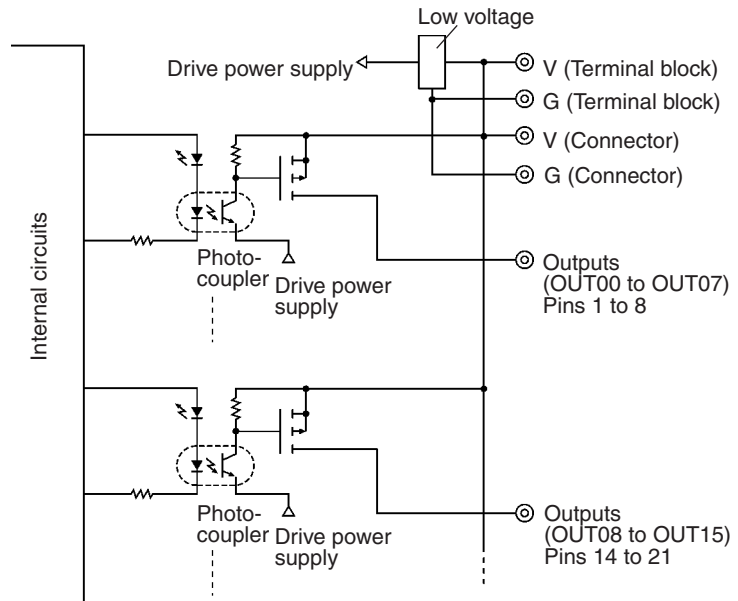 Low voltage
Drive power supply
V (Terminal block)
G (Terminal block)
V (Connector)
G (Connector)
Internal circuits
Photo-
coupler
Drive power
supply
Outputs
(OUT00 to OUT07)
Pins 1 to 8
Photo-
coupler
Drive power
supply
Outputs
(OUT08 to OUT15)
Pins 14 to 21